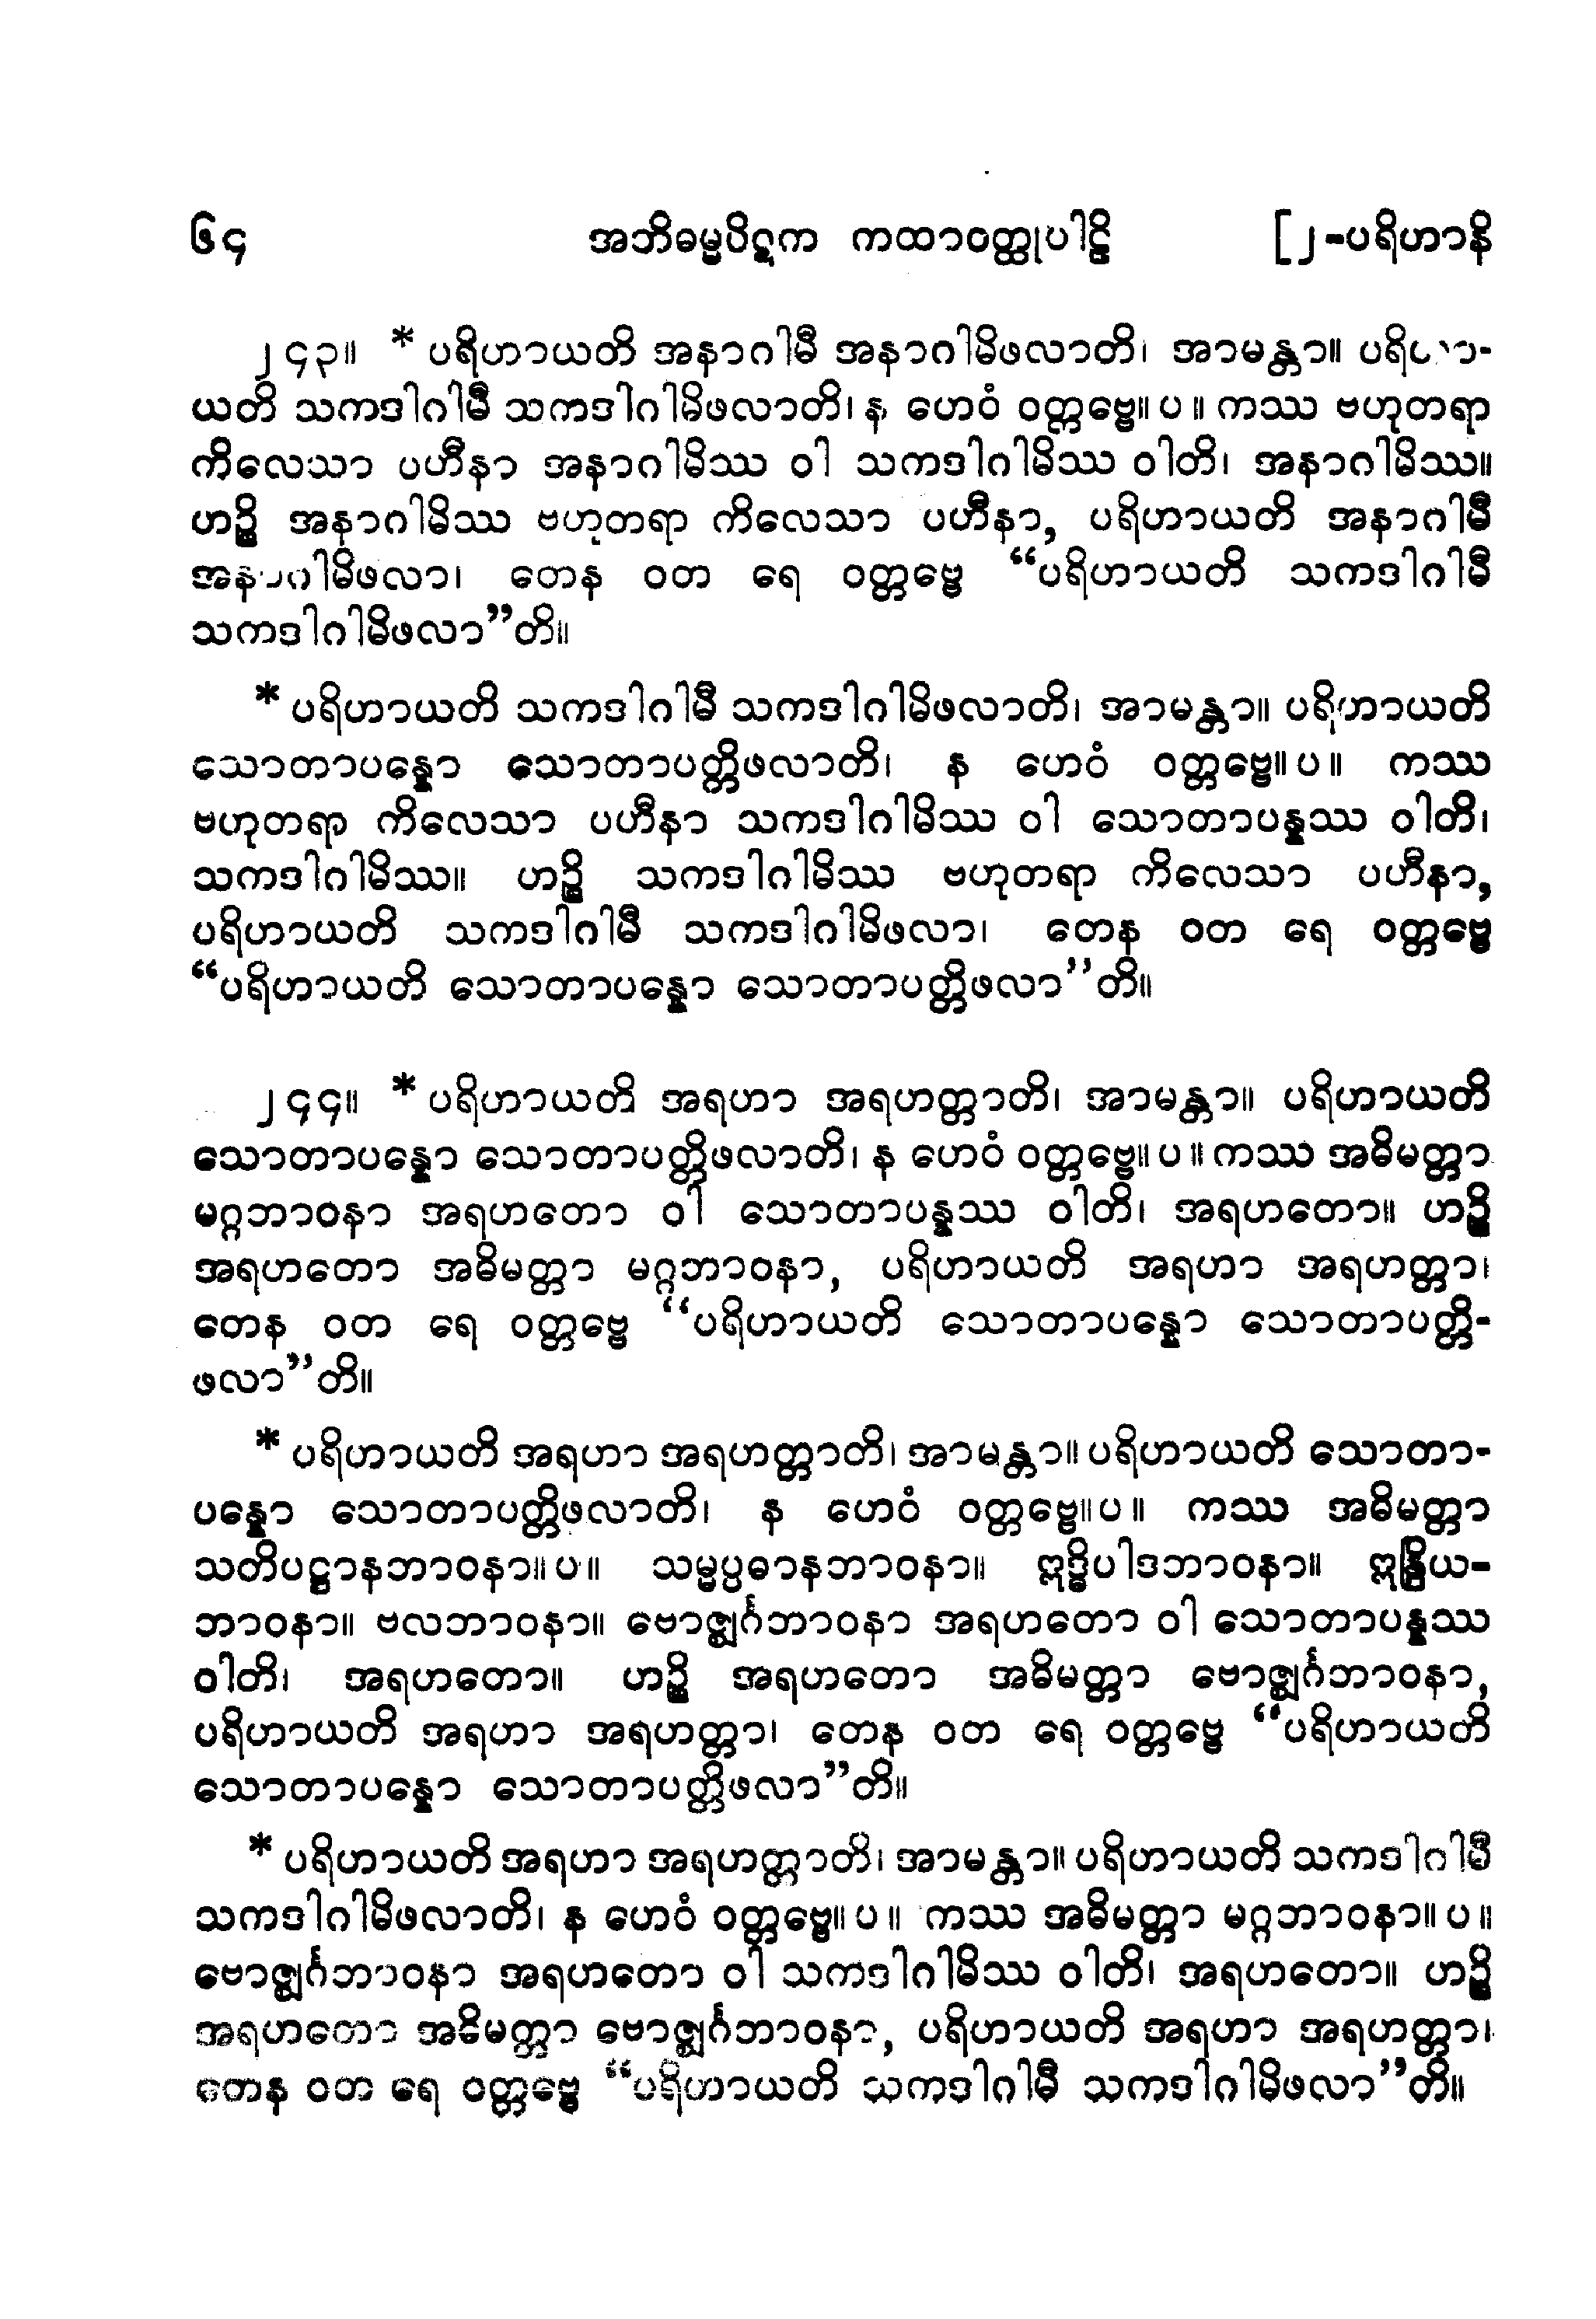 ၆၄ အဘိဓမ္မပိဋက ကထာဝတ္ထုပါဠိ [၂-ပရိဟာနိ
၂၄၃။ * ပရိဟာယတိ အနာဂါမီ အနာဂါမိဖလာတိ၊ အာမန္တာ။ ပရိဟာ-
ယတိ သကဒါဂါမီ သကဒါဂါမိဖလာတိ၊ န ဟေဝံ ဝတ္တဗ္ဗေ။ ပ ။ ကဿ ဗဟုတရာ
ကိလေသာ ပဟီနာ အနာဂါမိဿ ဝါ သကဒါဂါမိဿ ဝါတိ၊ အနာဂါမိဿ။
ဟဉ္စိ အနာဂါမိဿ ဗဟုတရာ ကိလေသာ ပဟီနာ, ပရိဟာယတိ အနာဂါမီ
အနာဂါမိဖလာ၊ တေန ဝတ ရေ ဝတ္တဗ္ဗေ “ပရိဟာယတိ သကဒါဂါမီ
သကဒါဂါမိဖလာ”တိ။
* ပရိဟာယတိ သကဒါဂါမီ သကဒါဂါမိဖလာတိ၊ အာမန္တာ။ ပရိဟာယတိ
သောတာပန္နော သောတာပတ္တိဖလာတိ၊ န ဟေဝံ ဝတ္တဗ္ဗေ။ ပ ။ ကဿ
ဗဟုတရာ ကိလေသာ ပဟီနာ သကဒါဂါမိဿ ဝါ သောတာပန္နဿ ဝါတိ၊
သကဒါဂါမိဿ။ ဟဉ္စိ သကဒါဂါမိဿ ဗဟုတရာ ကိလေသာ ပဟီနာ,
ပရိဟာယတိ သကဒါဂါမီ သကဒါဂါမိဖလာ၊ တေန ဝတ ရေ ဝတ္တဗ္ဗေ
“ပရိဟာယတိ သောတာပန္နော သောတာပတ္တိဖလာ”တိ။
၂၄၄။ * ပရိဟာယတိ အရဟာ အရဟတ္တာတိ၊ အာမန္တာ။ ပရိဟာယတိ
သောတာပန္နော သောတာပတ္တိဖလာတိ၊ န ဟေဝံ ဝတ္တဗ္ဗေ။ ပ ။ ကဿ အဓိမတ္တာ
မဂ္ဂဘာဝနာ အရဟတော ဝါ သောတာပန္နဿ ဝါတိ၊ အရဟတော။ ဟဉ္စိ
အရဟတော အဓိမတ္တာ မဂ္ဂဘာဝနာ, ပရိဟာယတိ အရဟာ အရဟတ္တာ၊
တေန ဝတ ရေ ဝတ္တဗ္ဗေ “ပရိဟာယတိ သောတာပန္နော သောတာပတ္တိ-
ဖလာ”တိ။
* ပရိဟာယတိ အရဟာ အရဟတ္တာတိ၊ အာမန္တာ။ ပရိဟာယတိ သောတာ-
ပန္နော သောတာပတ္တိဖလာတိ၊ န ဟေဝံ ဝတ္တဗ္ဗေ။ ပ ။ ကဿ အဓိမတ္တာ
သတိပဋ္ဌာနဘာဝနာ။ ပ ။ သမ္မပ္ပဓာနဘာဝနာ။ ဣဒ္ဓိပါဒဘာဝနာ။ ဣန္ဒြိယ-
ဘာဝနာ။ ဗလဘာဝနာ။ ဗောဇ္ဈင်္ဂဘာဝနာ အရဟတော ဝါ သောတာပန္နဿ
ဝါတိ၊ အရဟတော။ ဟဉ္စိ အရဟတော အဓိမတ္တာ ဗောဇ္ဈင်္ဂဘာဝနာ,
ပရိဟာယတိ အရဟာ အရဟတ္တာ၊ တေန ဝတ ရေ ဝတ္တဗ္ဗေ “ပရိဟာယတိ
သောတာပန္နော သောတာပတ္တိဖလာ”တိ။
* ပရိဟာယတိ အရဟာ အရဟတ္တာတိ၊ အာမန္တာ။ ပရိဟာယတိ သကဒါဂါမီ
သကဒါဂါမိဖလာတိ၊ န ဟေဝံ ဝတ္တဗ္ဗေ။ ပ ။ ကဿ အဓိမတ္တာ မဂ္ဂဘာဝနာ။ ပ ။
ဗောဇ္ဈင်္ဂဘာဝနာ အရဟတော ဝါ သကဒါဂါမိဿ ဝါတိ၊ အရဟတော။ ဟဉ္စိ
အရဟတော အဓိမတ္တာ ဗောဇ္ဈင်္ဂဘာဝနာ, ပရိဟာယတိ အရဟာ အရဟတ္တာ၊
တေန ဝတ ရေ ဝတ္တဗ္ဗေ “ပရိဟာယတိ သကဒါဂါမီ သကဒါဂါမိဖလာ”တိ။